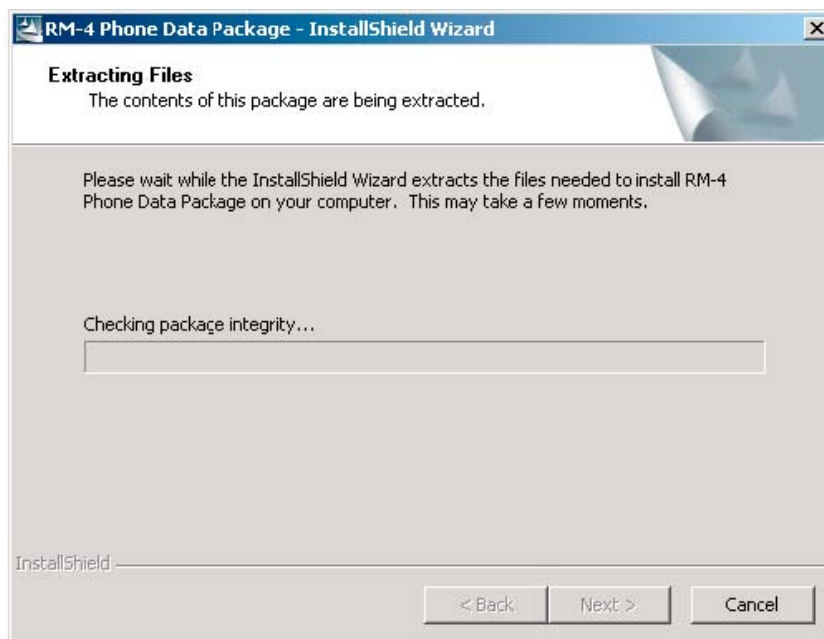 RM-4 Phone Data Package - InstallShield Wizard
Extracting Files
The contents of this package are being extracted.
Please wait while the InstallShield Wizard extracts the files needed to install RM-4
Phone Data Package on your computer.  This may take a few moments.
Checking package integrity...
InstallShield
< Back
Next >
Cancel